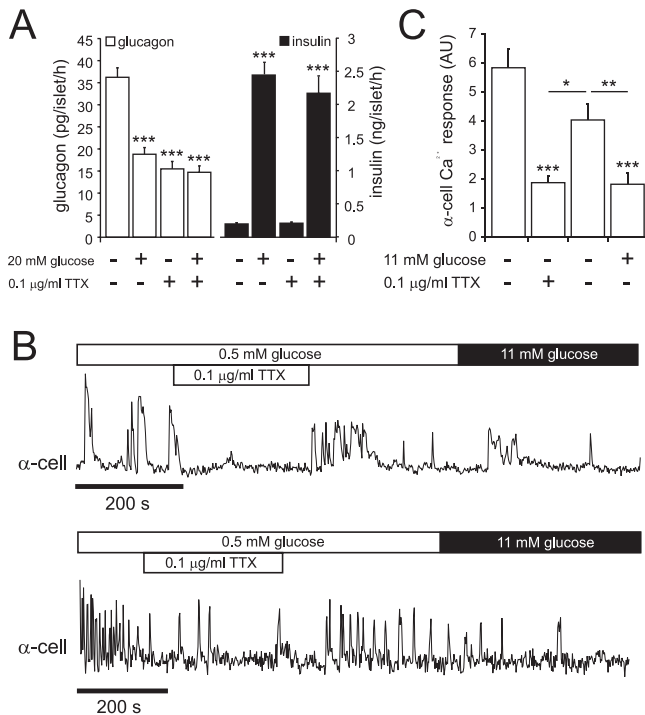 A
glucagon
insulin
glucagon (pg/islet/h)
45
40
35
30
25
20
15
10
5
0
***
***
***
***
***
3
2.5
2
1.5
1
0.5
0
insulin (ng/islet/h)
20 mM glucose - + - + - + - +
0.1 µg/ml TTX - - + + - - + +
C
α-cell Ca2+ response (AU)
7
6
5
4
3
2
1
0
* **
*** ***
11 mM glucose - - - +
0.1 µg/ml TTX - + - -
B
0.5 mM glucose 11 mM glucose
0.1 µg/ml TTX
α-cell
200 s
0.5 mM glucose 11 mM glucose
0.1 µg/ml TTX
α-cell
200 s